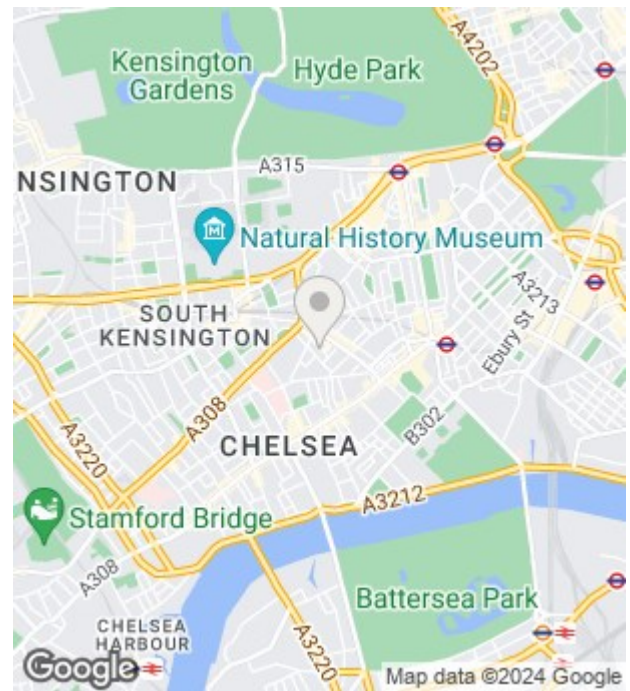 A4202
Kensington
Gardens
Hyde Park
A315
NSINGTON
Natural History Museum
A3213
SOUTH
KENSINGTON
Ebury St
A308
B302
CHELSEA
A3220
A3212
Stamford Bridge
A308
Battersea Park
CHELSEA
HARBOUR
A3220
Google
Map data ©2024 Google